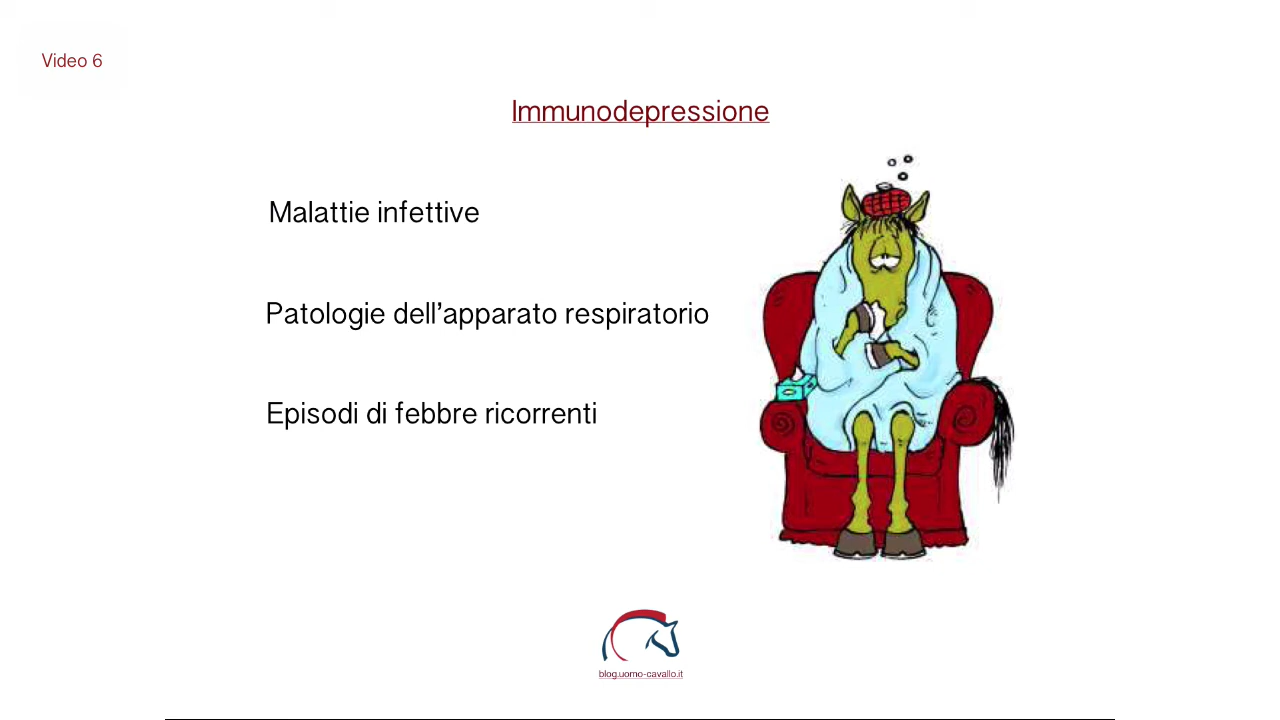 Video 6
Immunodepressione
Malattie infettive
Patologie dell’apparato respiratorio
Episodi di febbre ricorrenti
blog.uomo-cavallo.it